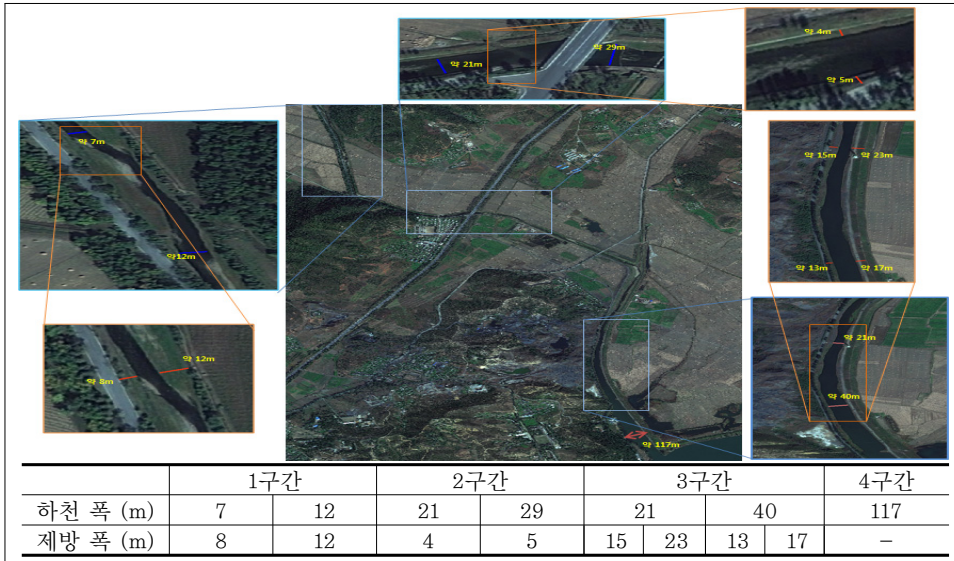 약 4m
약 5m
약 21m
약 29m
약 7m
약12m
약 15m
약 23m
약 13m
약 17m
약 8m
약 12m
약 21m
약 40m
약 117m
1구간 2구간 3구간 4구간
하천 폭 (m) 7 12 21 29 21 40 117
제방 폭 (m) 8 12 4 5 15 23 13 17 –